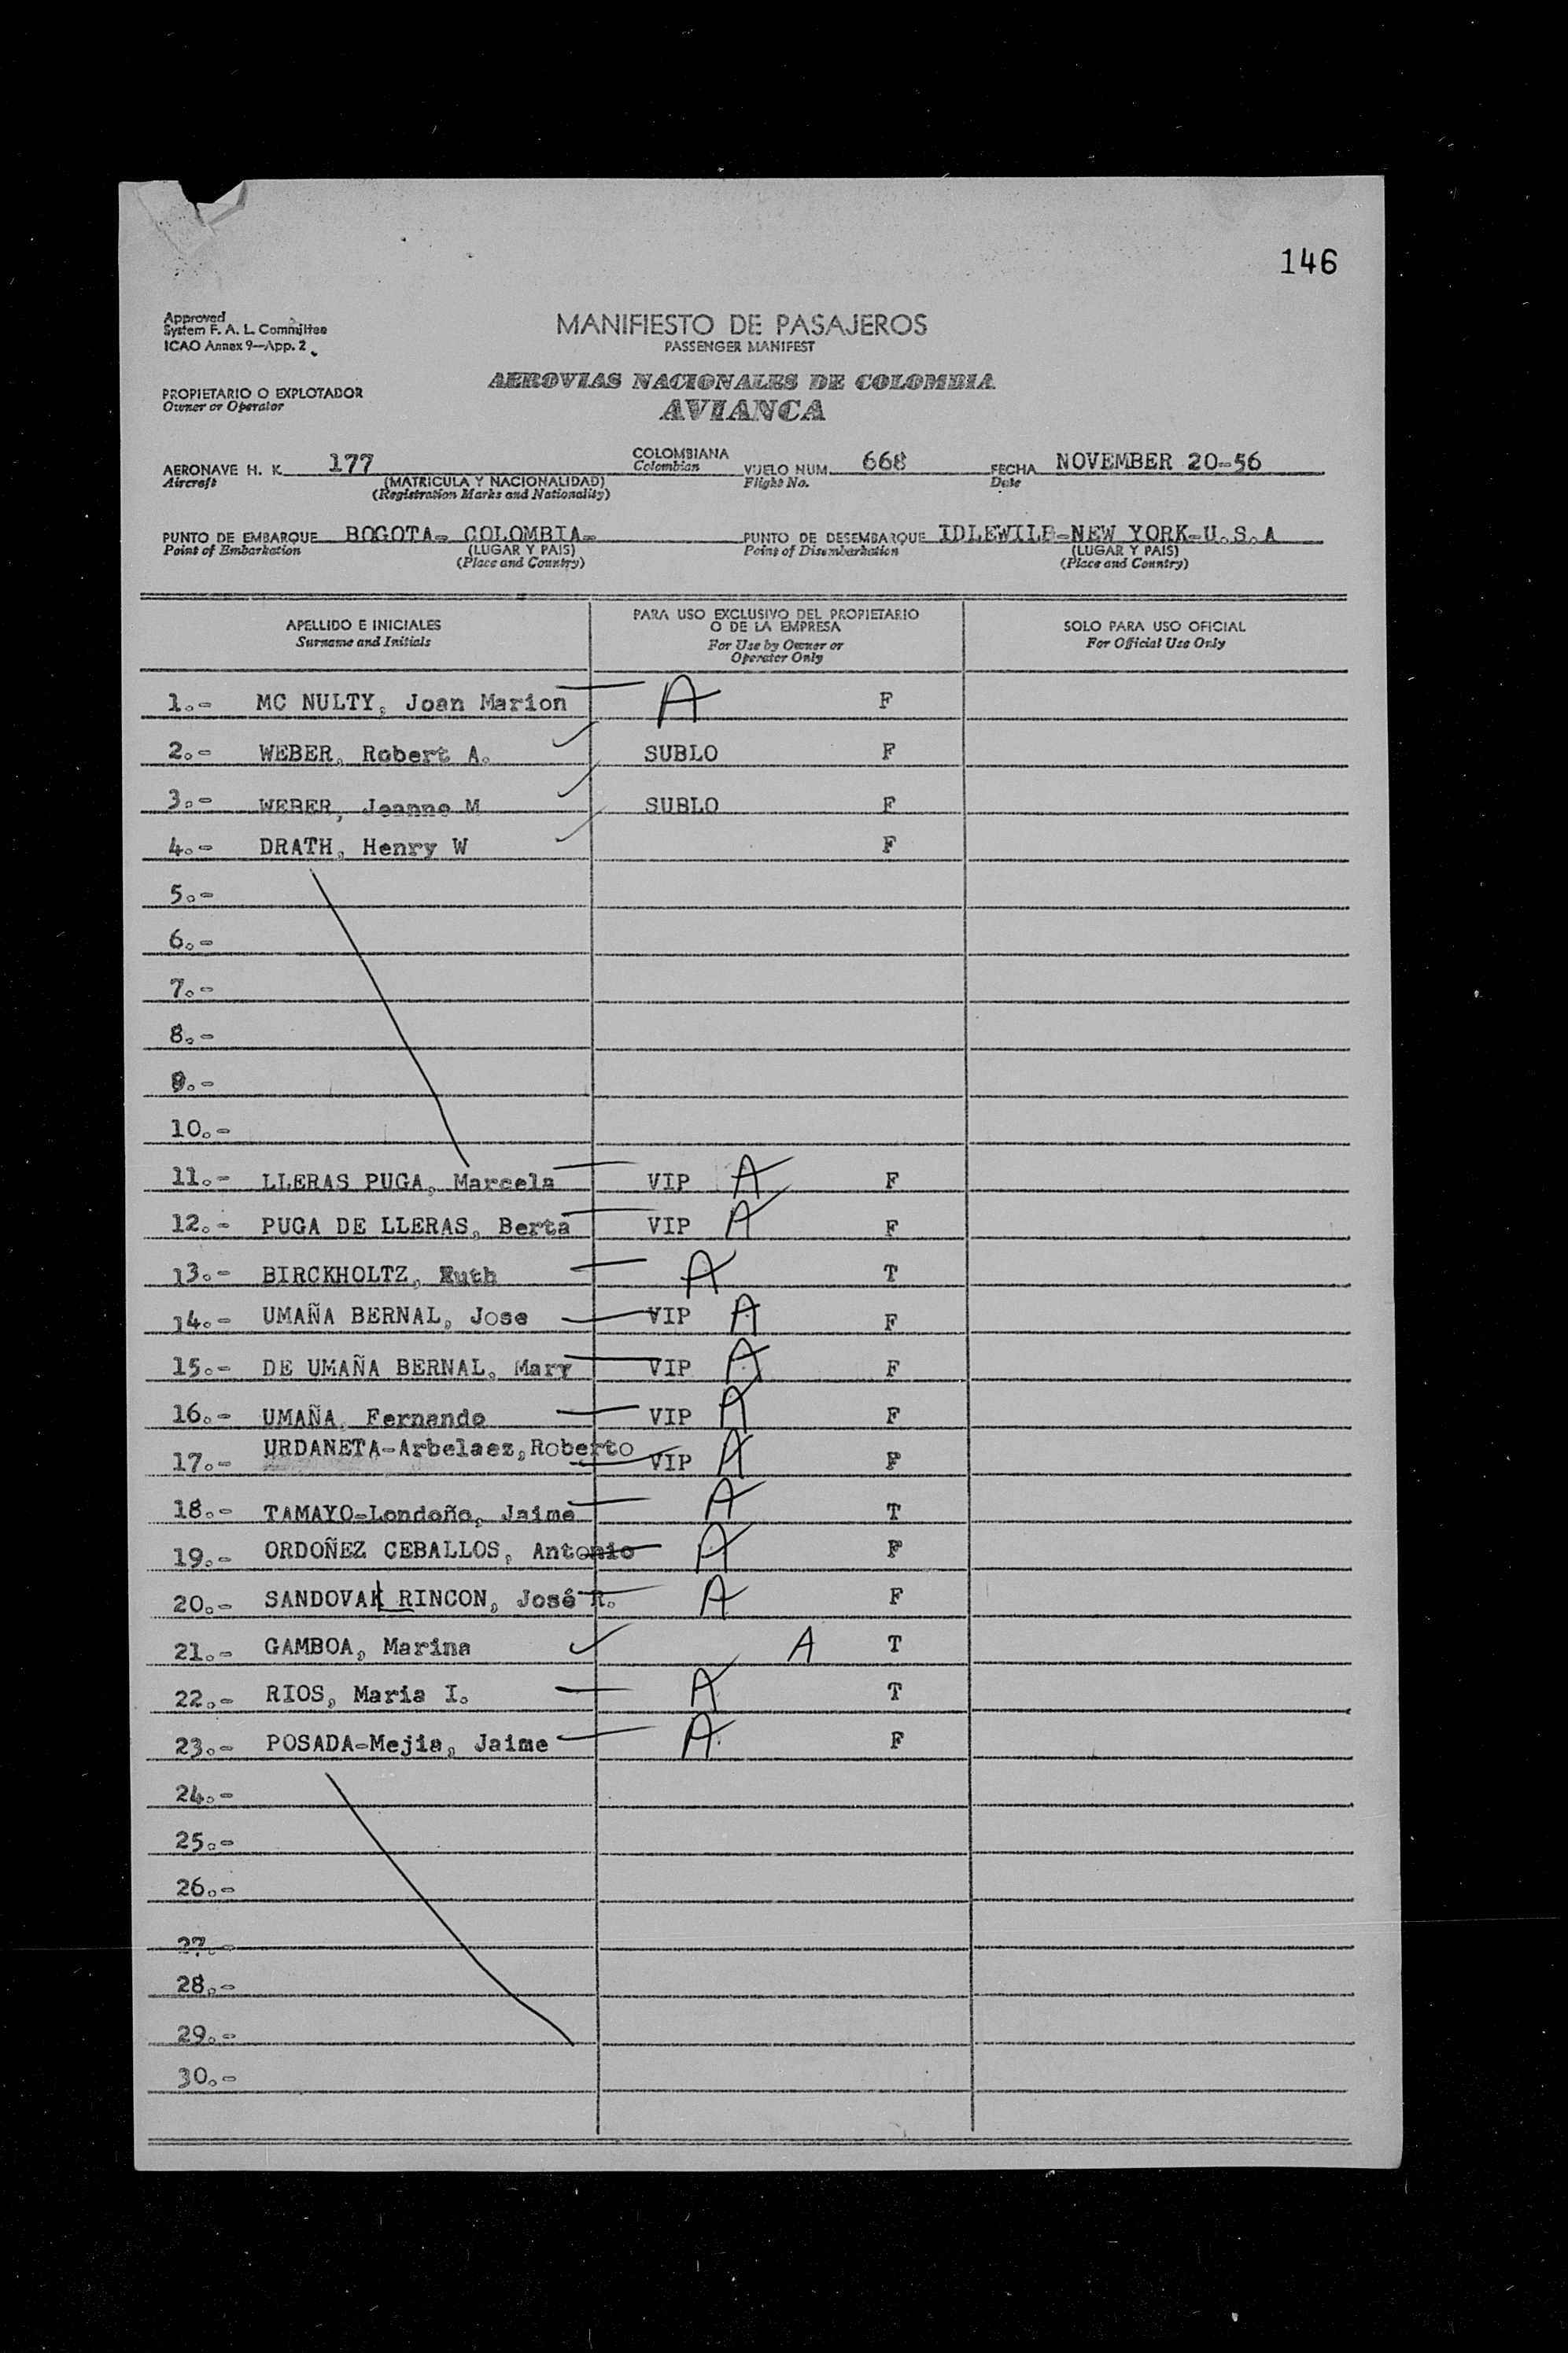 146
Approved
System F. A. L. Committee
ICAO Annex 9—App. 2
MANIFIESTO DE PASAJEROS
PASSENGER MANIFEST
PROPIETARIO O EXPLOTADOR
Owner or Operator
AEROVIAS NACIONALES DE COLOMBIA
AVIANCA
AERONAVE H. K. 177 COLOMBIANA VUELO NUM. 668 FECHA NOVEMBER 20-56
Aircraft (MATRICULA Y NACIONALIDAD) Colombian Flight No. Date
(Registration Marks and Nationality)
PUNTO DE EMBARQUE BOGOTA- COLOMBIA- PUNTO DE DESEMBARQUE IDLEWILD-NEW YORK-U.S.A
Point of Embarkation (LUGAR Y PAIS) Point of Disembarkation (LUGAR Y PAIS)
(Place and Country) (Place and Country)
APELLIDO E INICIALES PARA USO EXCLUSIVO DEL PROPIETARIO SOLO PARA USO OFICIAL
Surname and Initials O DE LA EMPRESA For Official Use Only
For Use by Owner or
Operator Only
1.- MC NULTY, Joan Marion A F
2.- WEBER, Robert A. SUBLO F
3.- WEBER, Jeanne M SUBLO F
4.- DRATH, Henry W F
5.-
6.-
7.-
8.-
9.-
10.-
11.- LLERAS PUGA, Marcela VIP A F
12.- PUGA DE LLERAS, Berta VIP A F
13.- BIRCKHOLTZ, Ruth A T
14.- UMAÑA BERNAL, Jose VIP A F
15.- DE UMAÑA BERNAL, Mary VIP A F
16.- UMAÑA, Fernando VIP A F
17.- URDANETA-Arbelaez,Roberto VIP A F
18.- TAMAYO-Londoño, Jaime A T
19.- ORDOÑEZ CEBALLOS, Antonio A F
20.- SANDOVAL RINCON, José R. A F
21.- GAMBOA, Marina A T
22.- RIOS, Maria I. A T
23.- POSADA-Mejia, Jaime A F
24.-
25.-
26.-
27.-
28.-
29.-
30.-